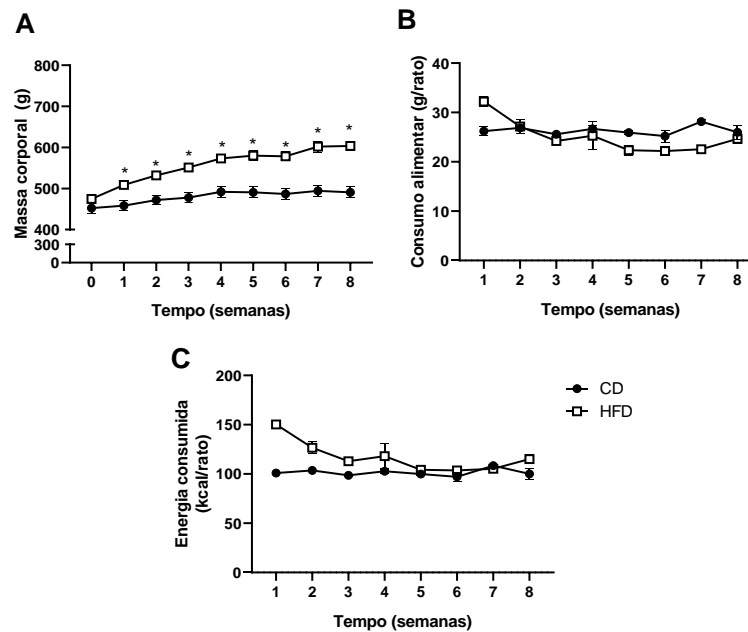 A
Massa corporal (g)
800
700
600
500
400
300
0
* * * * * * * *
0 1 2 3 4 5 6 7 8
Tempo (semanas)
B
Consumo alimentar (g/rato)
40
30
20
10
0
1 2 3 4 5 6 7 8
Tempo (semanas)
C
Energia consumida
(kcal/rato)
200
150
100
50
0
1 2 3 4 5 6 7 8
Tempo (semanas)
CD
HFD